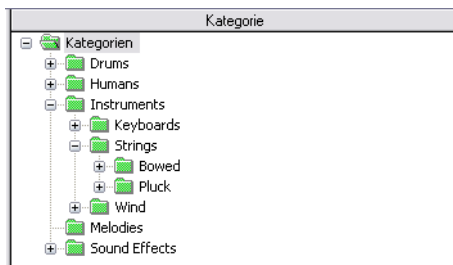 Kategorie
Kategorien
Drums
Humans
Instruments
Keyboards
Strings
Bowed
Pluck
Wind
Melodies
Sound Effects